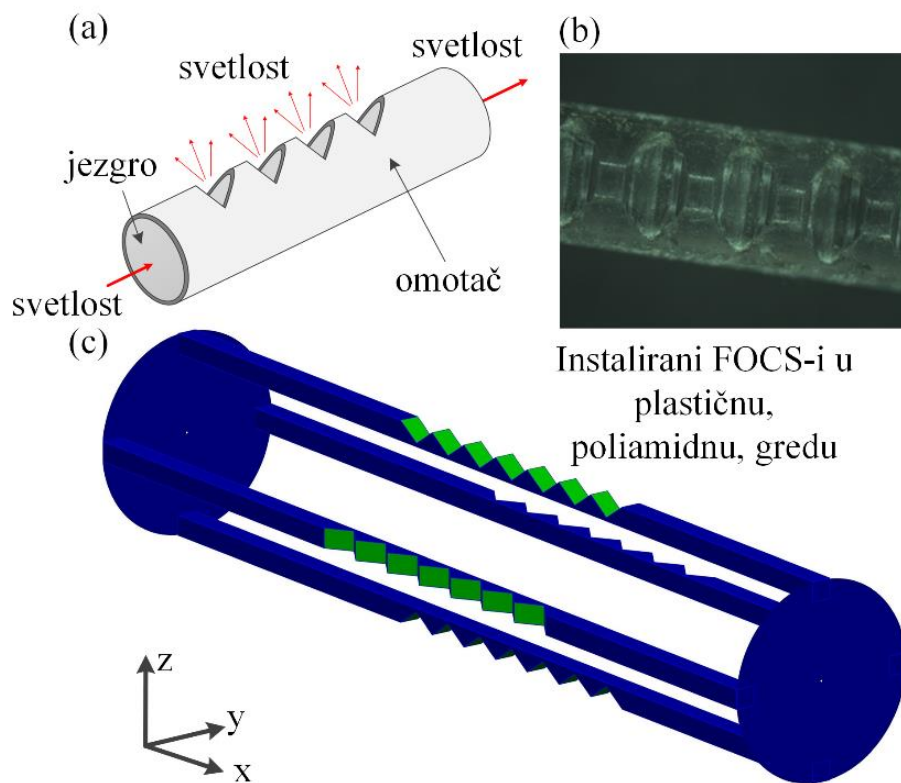 (a)
svetlost
svetlost
jezgro
omotač
svetlost
(b)
(c)
Instalirani FOCS-i u
plastičnu,
poliamidnu, gredu
z
y
x